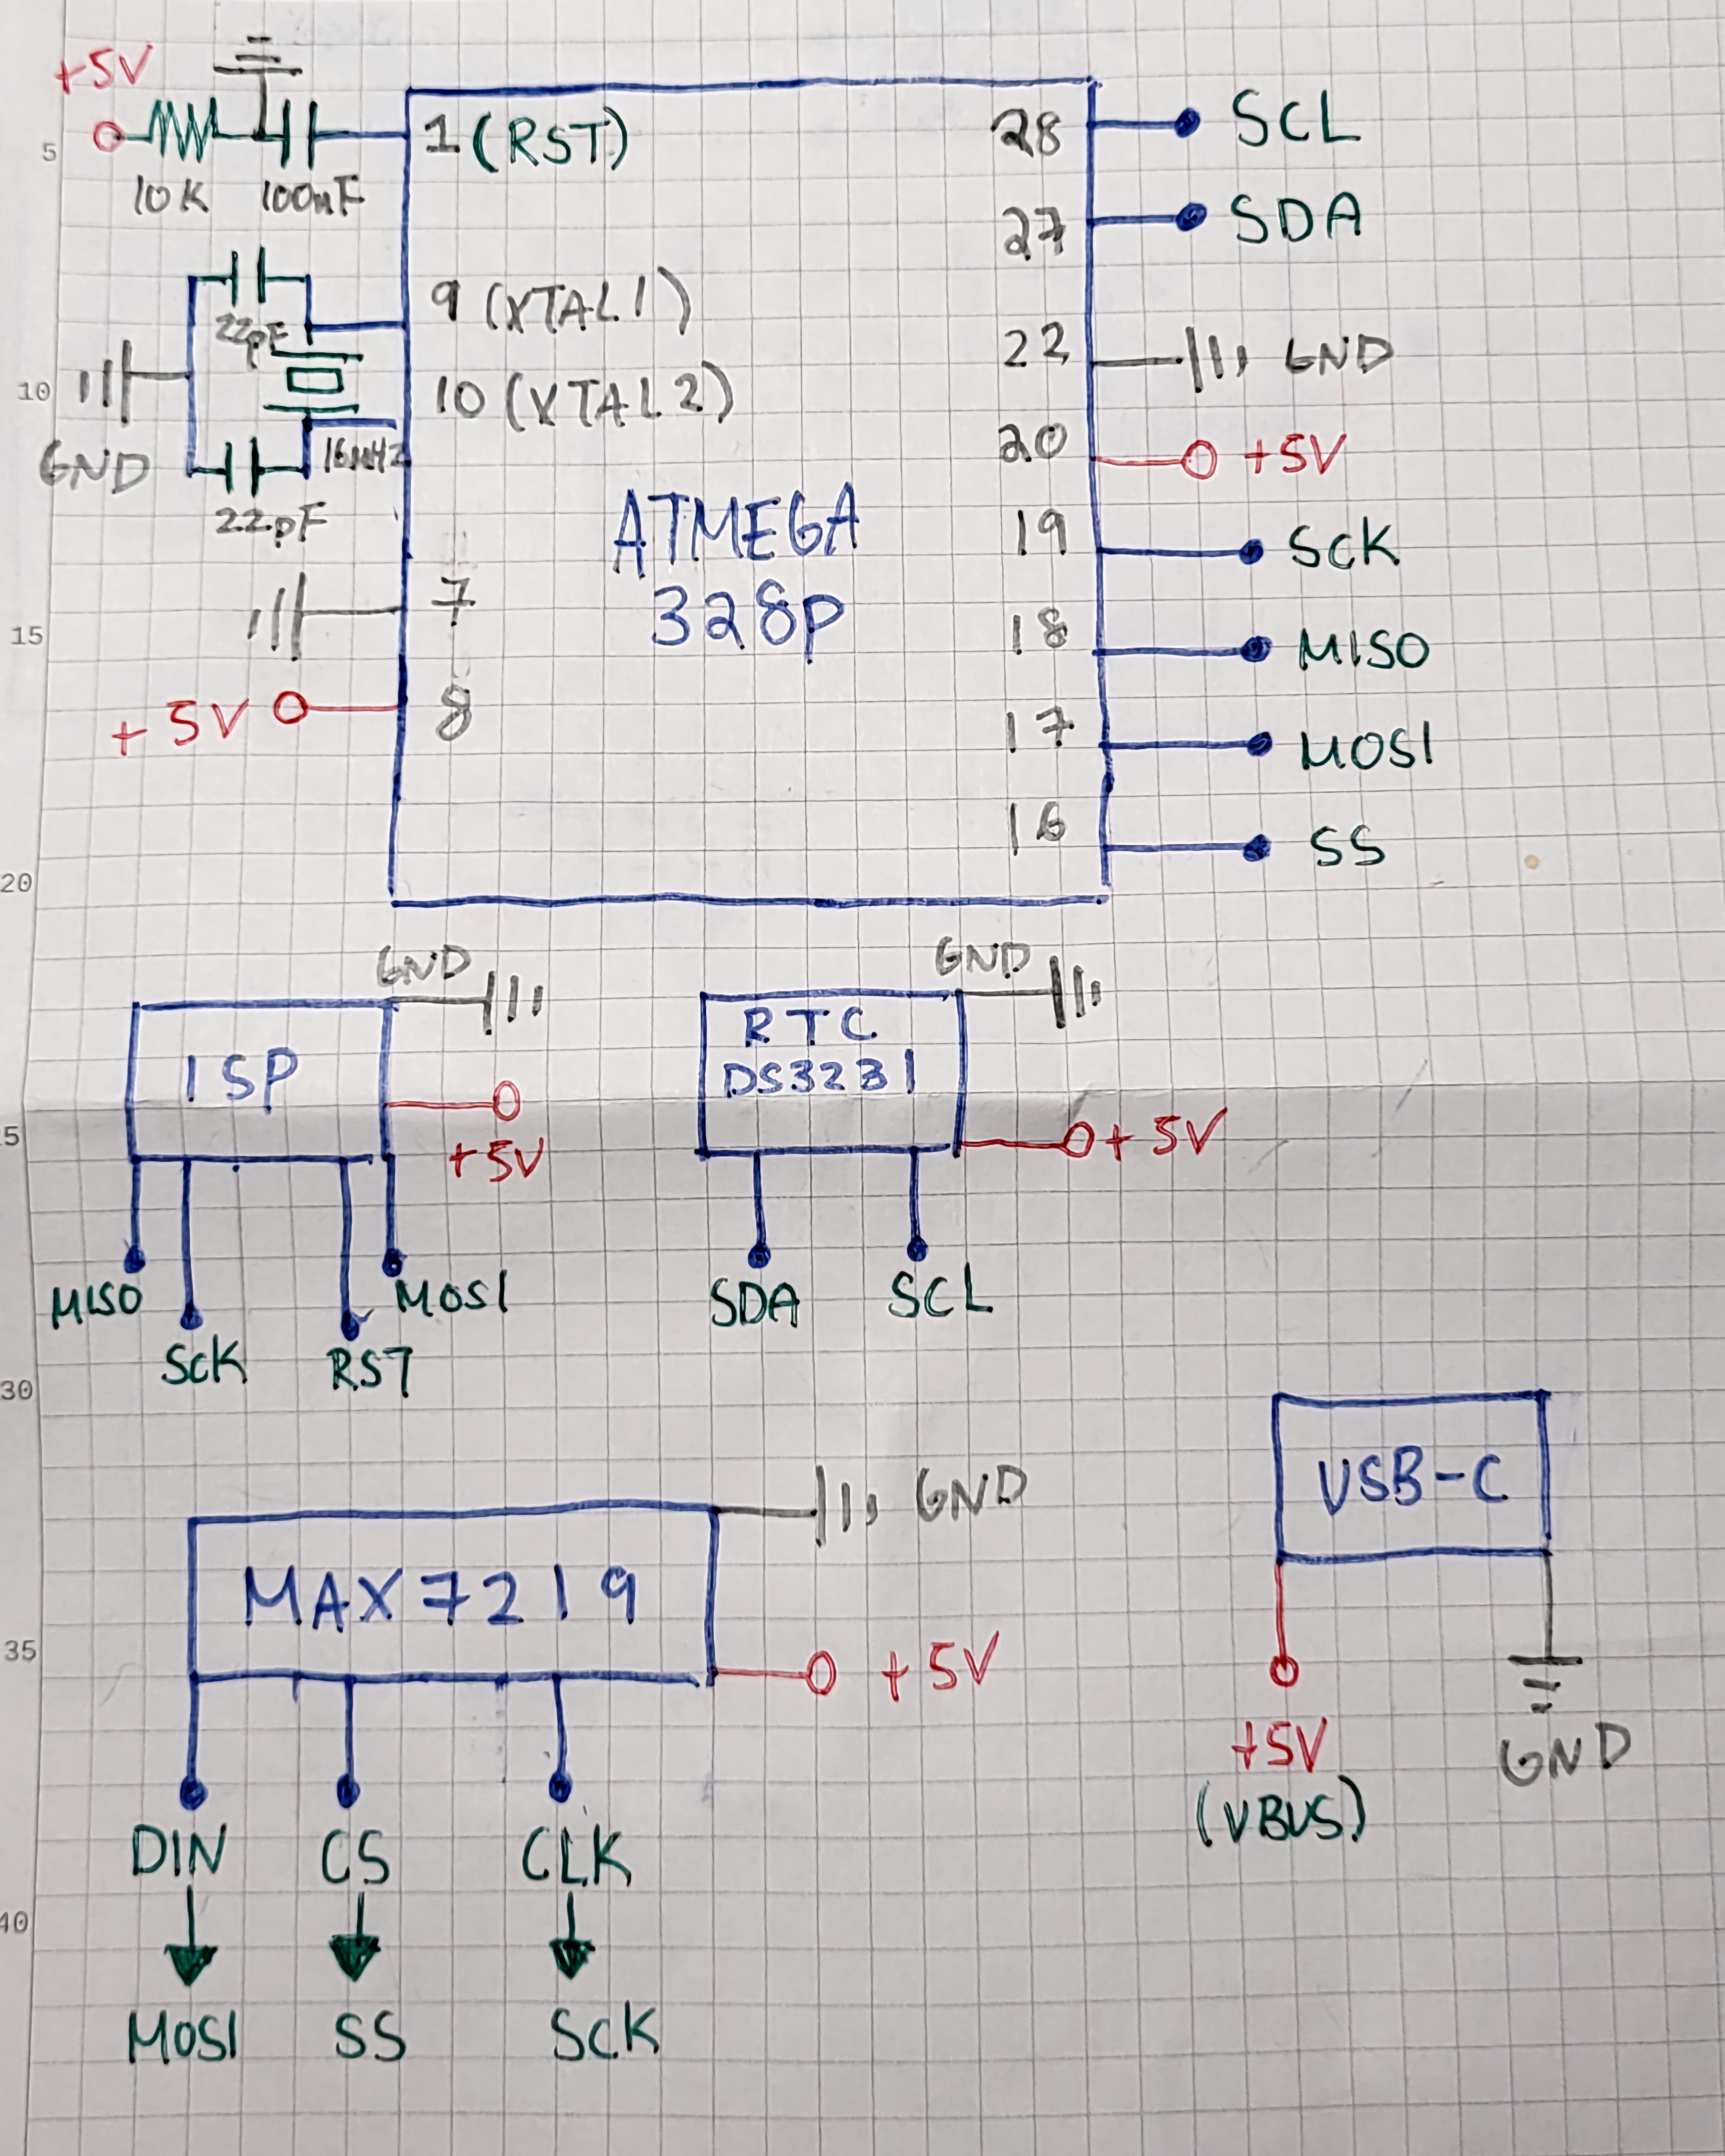 +5V
5
1 (RST)
28
SCL
10K
100nF
27
SDA
9 (XTAL1)
22pF
22
GND
10
10 (XTAL2)
20
+5V
GND
16MHz
22pF
ATMEGA
328P
19
SCK
7
15
18
MISO
+5V
8
17
MOSI
16
SS
20
GND
GND
ISP
RTC
DS3231
25
+5V
+5V
MISO
MOSI
SDA
SCL
SCK
RST
30
USB-C
GND
MAX7219
35
+5V
+5V
(VBUS)
GND
DIN
CS
CLK
40
MOSI
SS
SCK